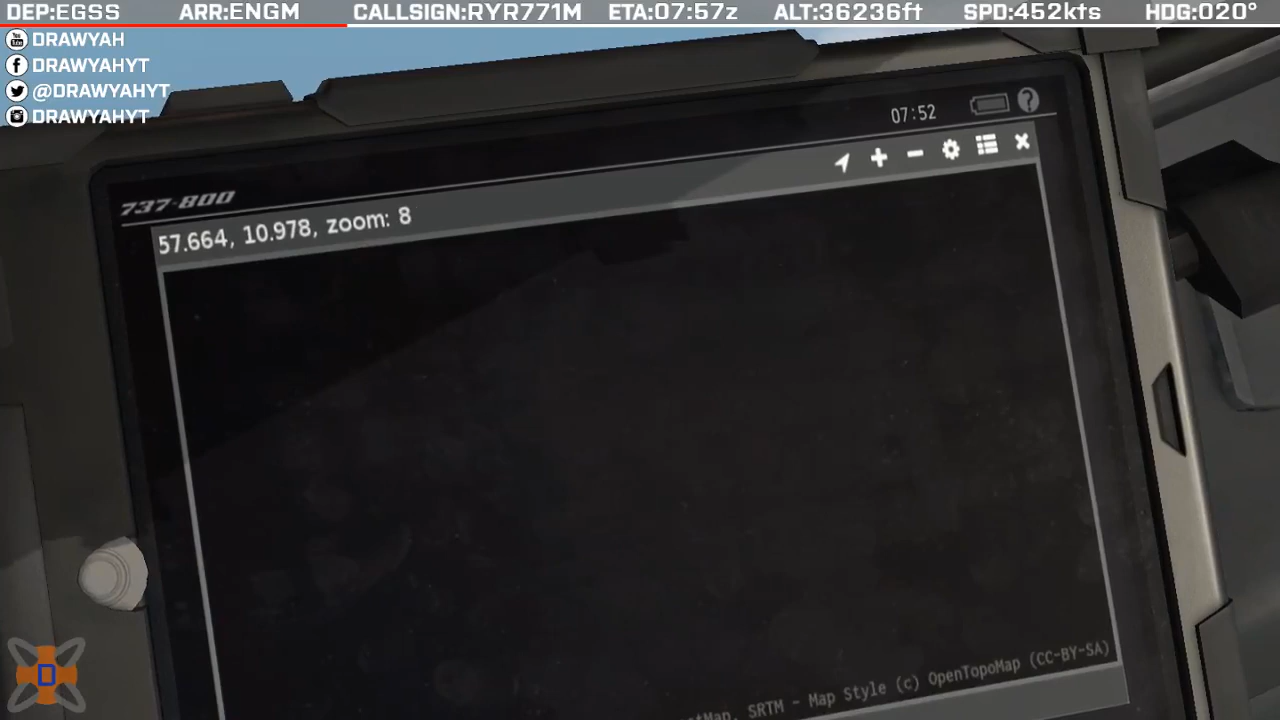 DEP:EGSS ARR:ENGM CALLSIGN:RYR771M ETA:07:57z ALT:36236ft SPD:452kts HDG:020°
DRAWYAH
DRAWYAHYT
@DRAWYAHYT
DRAWYAHYT
07:52
737-800
57.664, 10.978, zoom: 8
SRTM - Map Style (c) OpenTopoMap (CC-BY-SA)
D